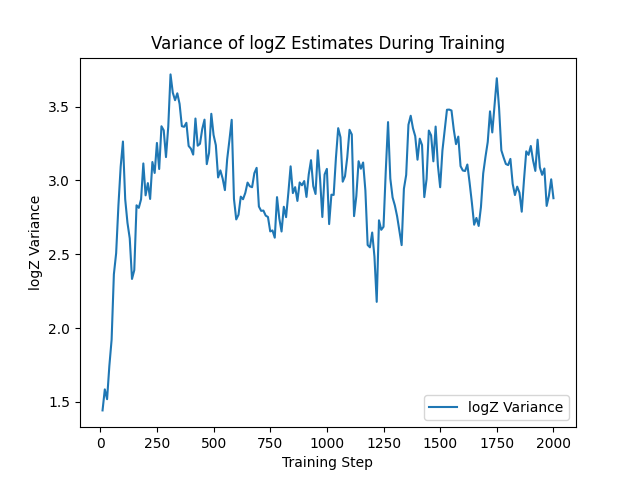 Variance of logZ Estimates During Training
logZ Variance
3.5
3.0
2.5
2.0
1.5
0 250 500 750 1000 1250 1500 1750 2000
Training Step
logZ Variance